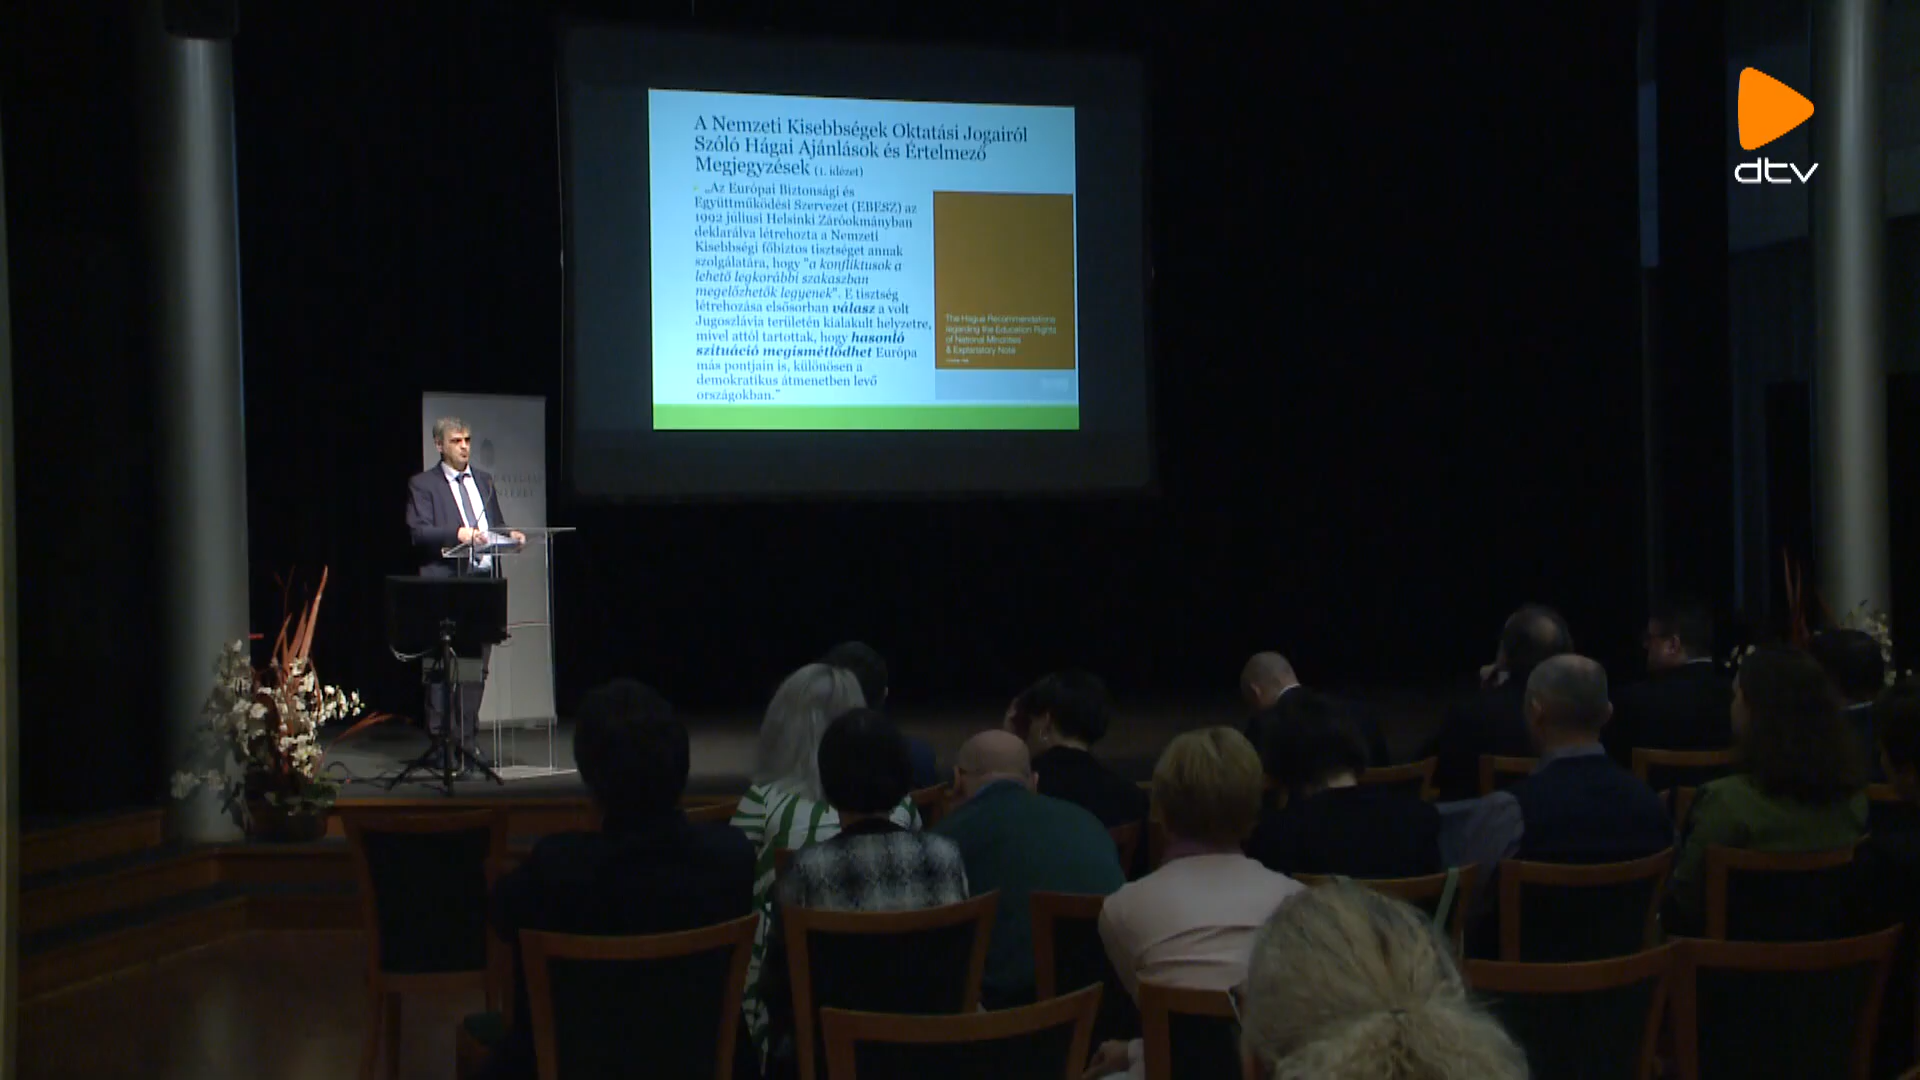 A Nemzeti Kisebbségek Oktatási Jogairól
Szóló Hágai Ajánlások és Értelmező
Megjegyzések (1. idézet)
„Az Európai Biztonsági és
Együttműködési Szervezet (EBESZ) az
1992 júliusi Helsinki Záróokmányban
deklarálva létrehozta a Nemzeti
Kisebbségi főbiztos tisztséget annak
szolgálatára, hogy "a konfliktusok a
lehető legkorábbi szakaszban
megelőzhetők legyenek". E tisztség
létrehozása elsősorban válasz a volt
Jugoszlávia területén kialakult helyzetre,
mivel attól tartottak, hogy hasonló
szituáció megismétlődhet Európa
más pontjain is, különösen a
demokratikus átmenetben levő
országokban."
The Hague Recommendations
regarding the Education Rights
of National Minorities
& Explanatory Note
dtv